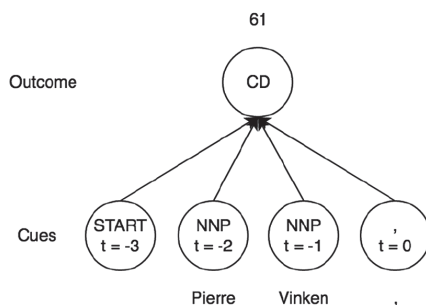 61
Outcome
CD
Cues
START
t = -3
NNP
t = -2
NNP
t = -1
,
t = 0
Pierre
Vinken
,